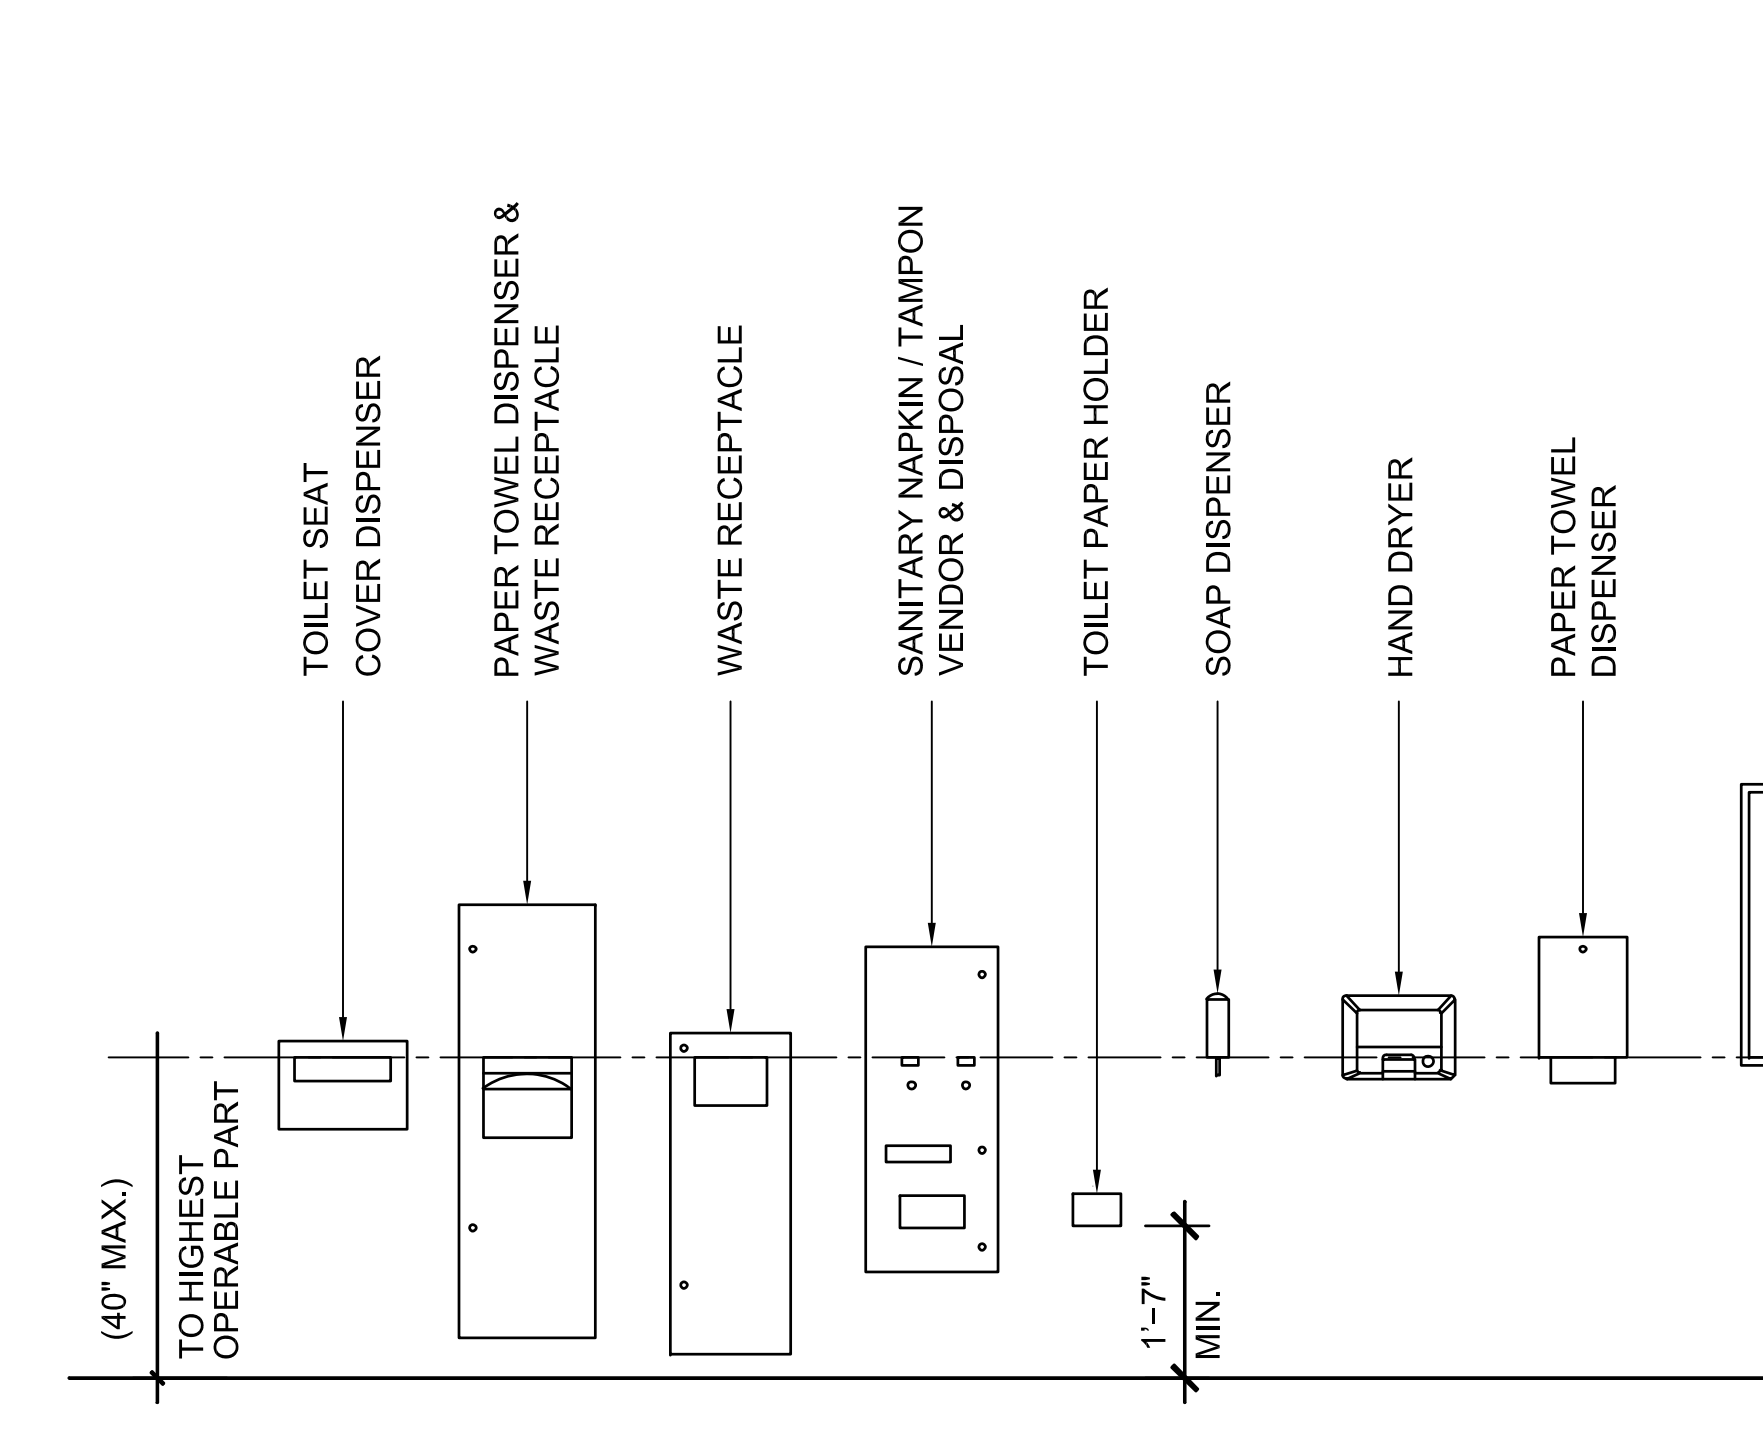 TOILET SEAT
COVER DISPENSER
PAPER TOWEL DISPENSER &
WASTE RECEPTACLE
WASTE RECEPTACLE
SANITARY NAPKIN / TAMPON
VENDOR & DISPOSAL
TOILET PAPER HOLDER
SOAP DISPENSER
HAND DRYER
PAPER TOWEL
DISPENSER
(40" MAX.)
TO HIGHEST
OPERABLE PART
1'-7"
MIN.